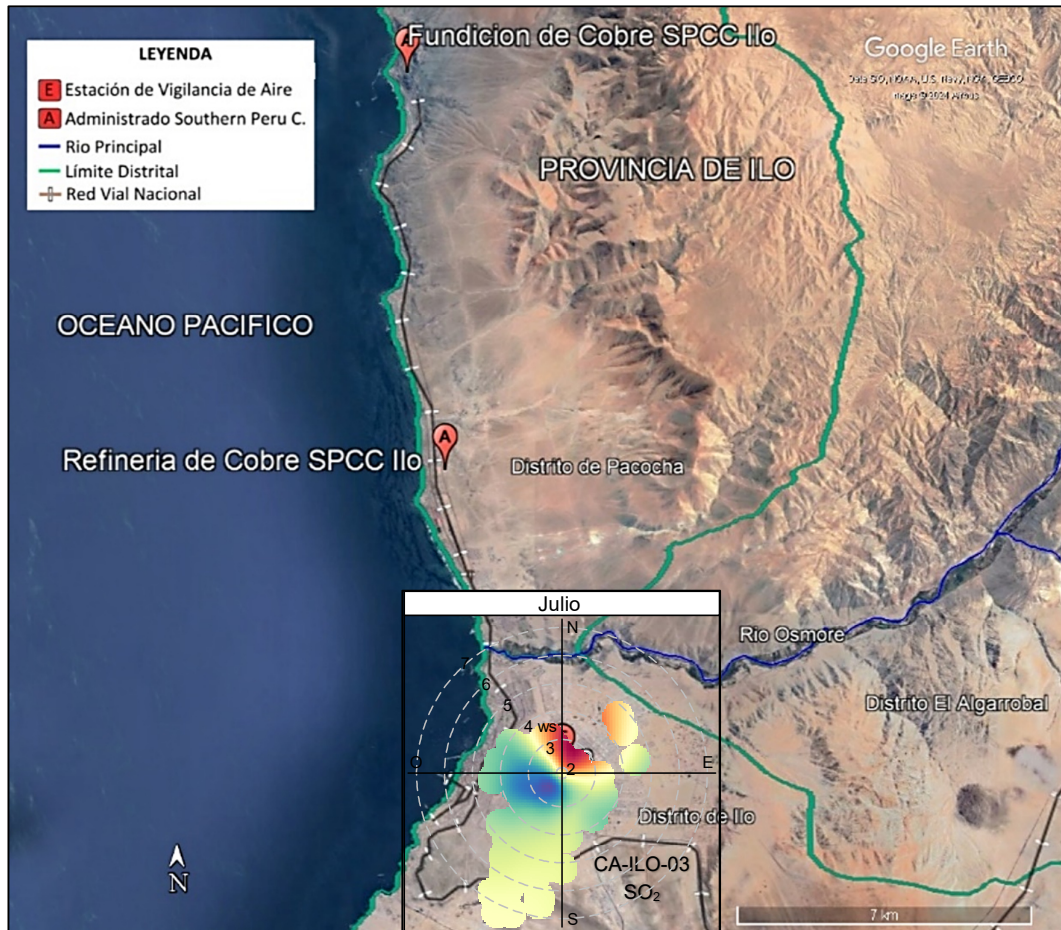 LEYENDA
E Estación de Vigilancia de Aire
A Administrado Southern Peru C.
Rio Principal
Límite Distrital
Red Vial Nacional
A
Fundicion de Cobre SPCC Ilo
Google Earth
PROVINCIA DE ILO
OCEANO PACIFICO
A
Refineria de Cobre SPCC Ilo
Distrito de Pacocha
Julio
N
Rio Osmore
7
6
5
4 ws
3
2
E
O
E
Distrito El Algarrobal
Distrito de Ilo
CA-ILO-03
SO₂
S
N
7 km